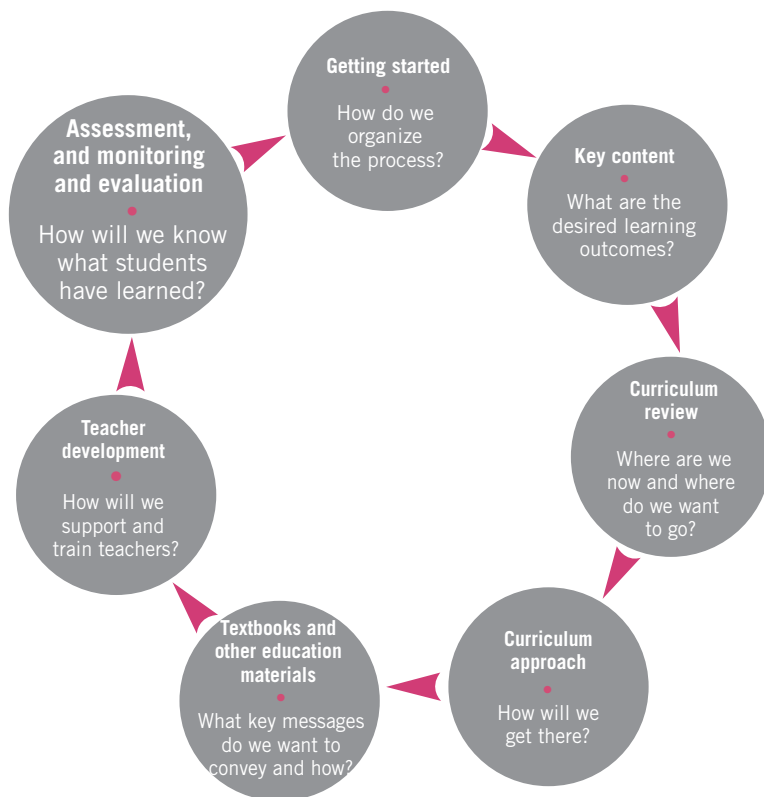 Getting started
How do we
organize
the process?
Key content
What are the
desired learning
outcomes?
Curriculum
review
Where are we
now and where
do we want
to go?
Curriculum
approach
How will we
get there?
Textbooks and
other education
materials
What key messages
do we want to
convey and how?
Teacher
development
How will we
support and
train teachers?
Assessment,
and monitoring
and evaluation
How will we know
what students
have learned?